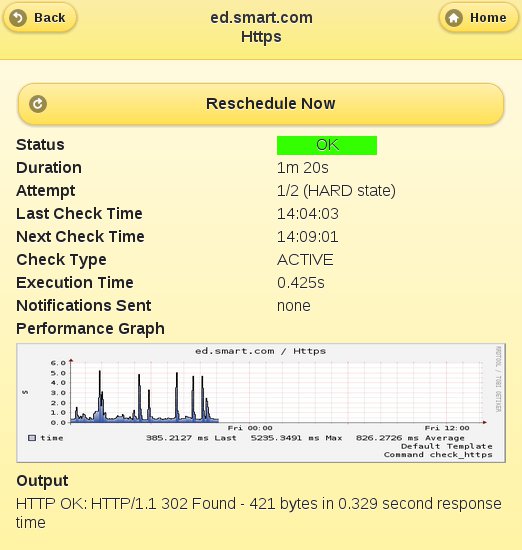 Back
ed.smart.com
Https
Home
Reschedule Now
Status OK
Duration 1m 20s
Attempt 1/2 (HARD state)
Last Check Time 14:04:03
Next Check Time 14:09:01
Check Type ACTIVE
Execution Time 0.425s
Notifications Sent none
Performance Graph
ed.smart.com / Https
RRDTOOL / TOBI OETIKER
s
6.0
5.0
4.0
3.0
2.0
1.0
0.0
Fri 00:00 Fri 12:00
time 385.2127 ms Last 5235.3491 ms Max 826.2726 ms Average
Default Template
Command check_https
Output
HTTP OK: HTTP/1.1 302 Found - 421 bytes in 0.329 second response
time